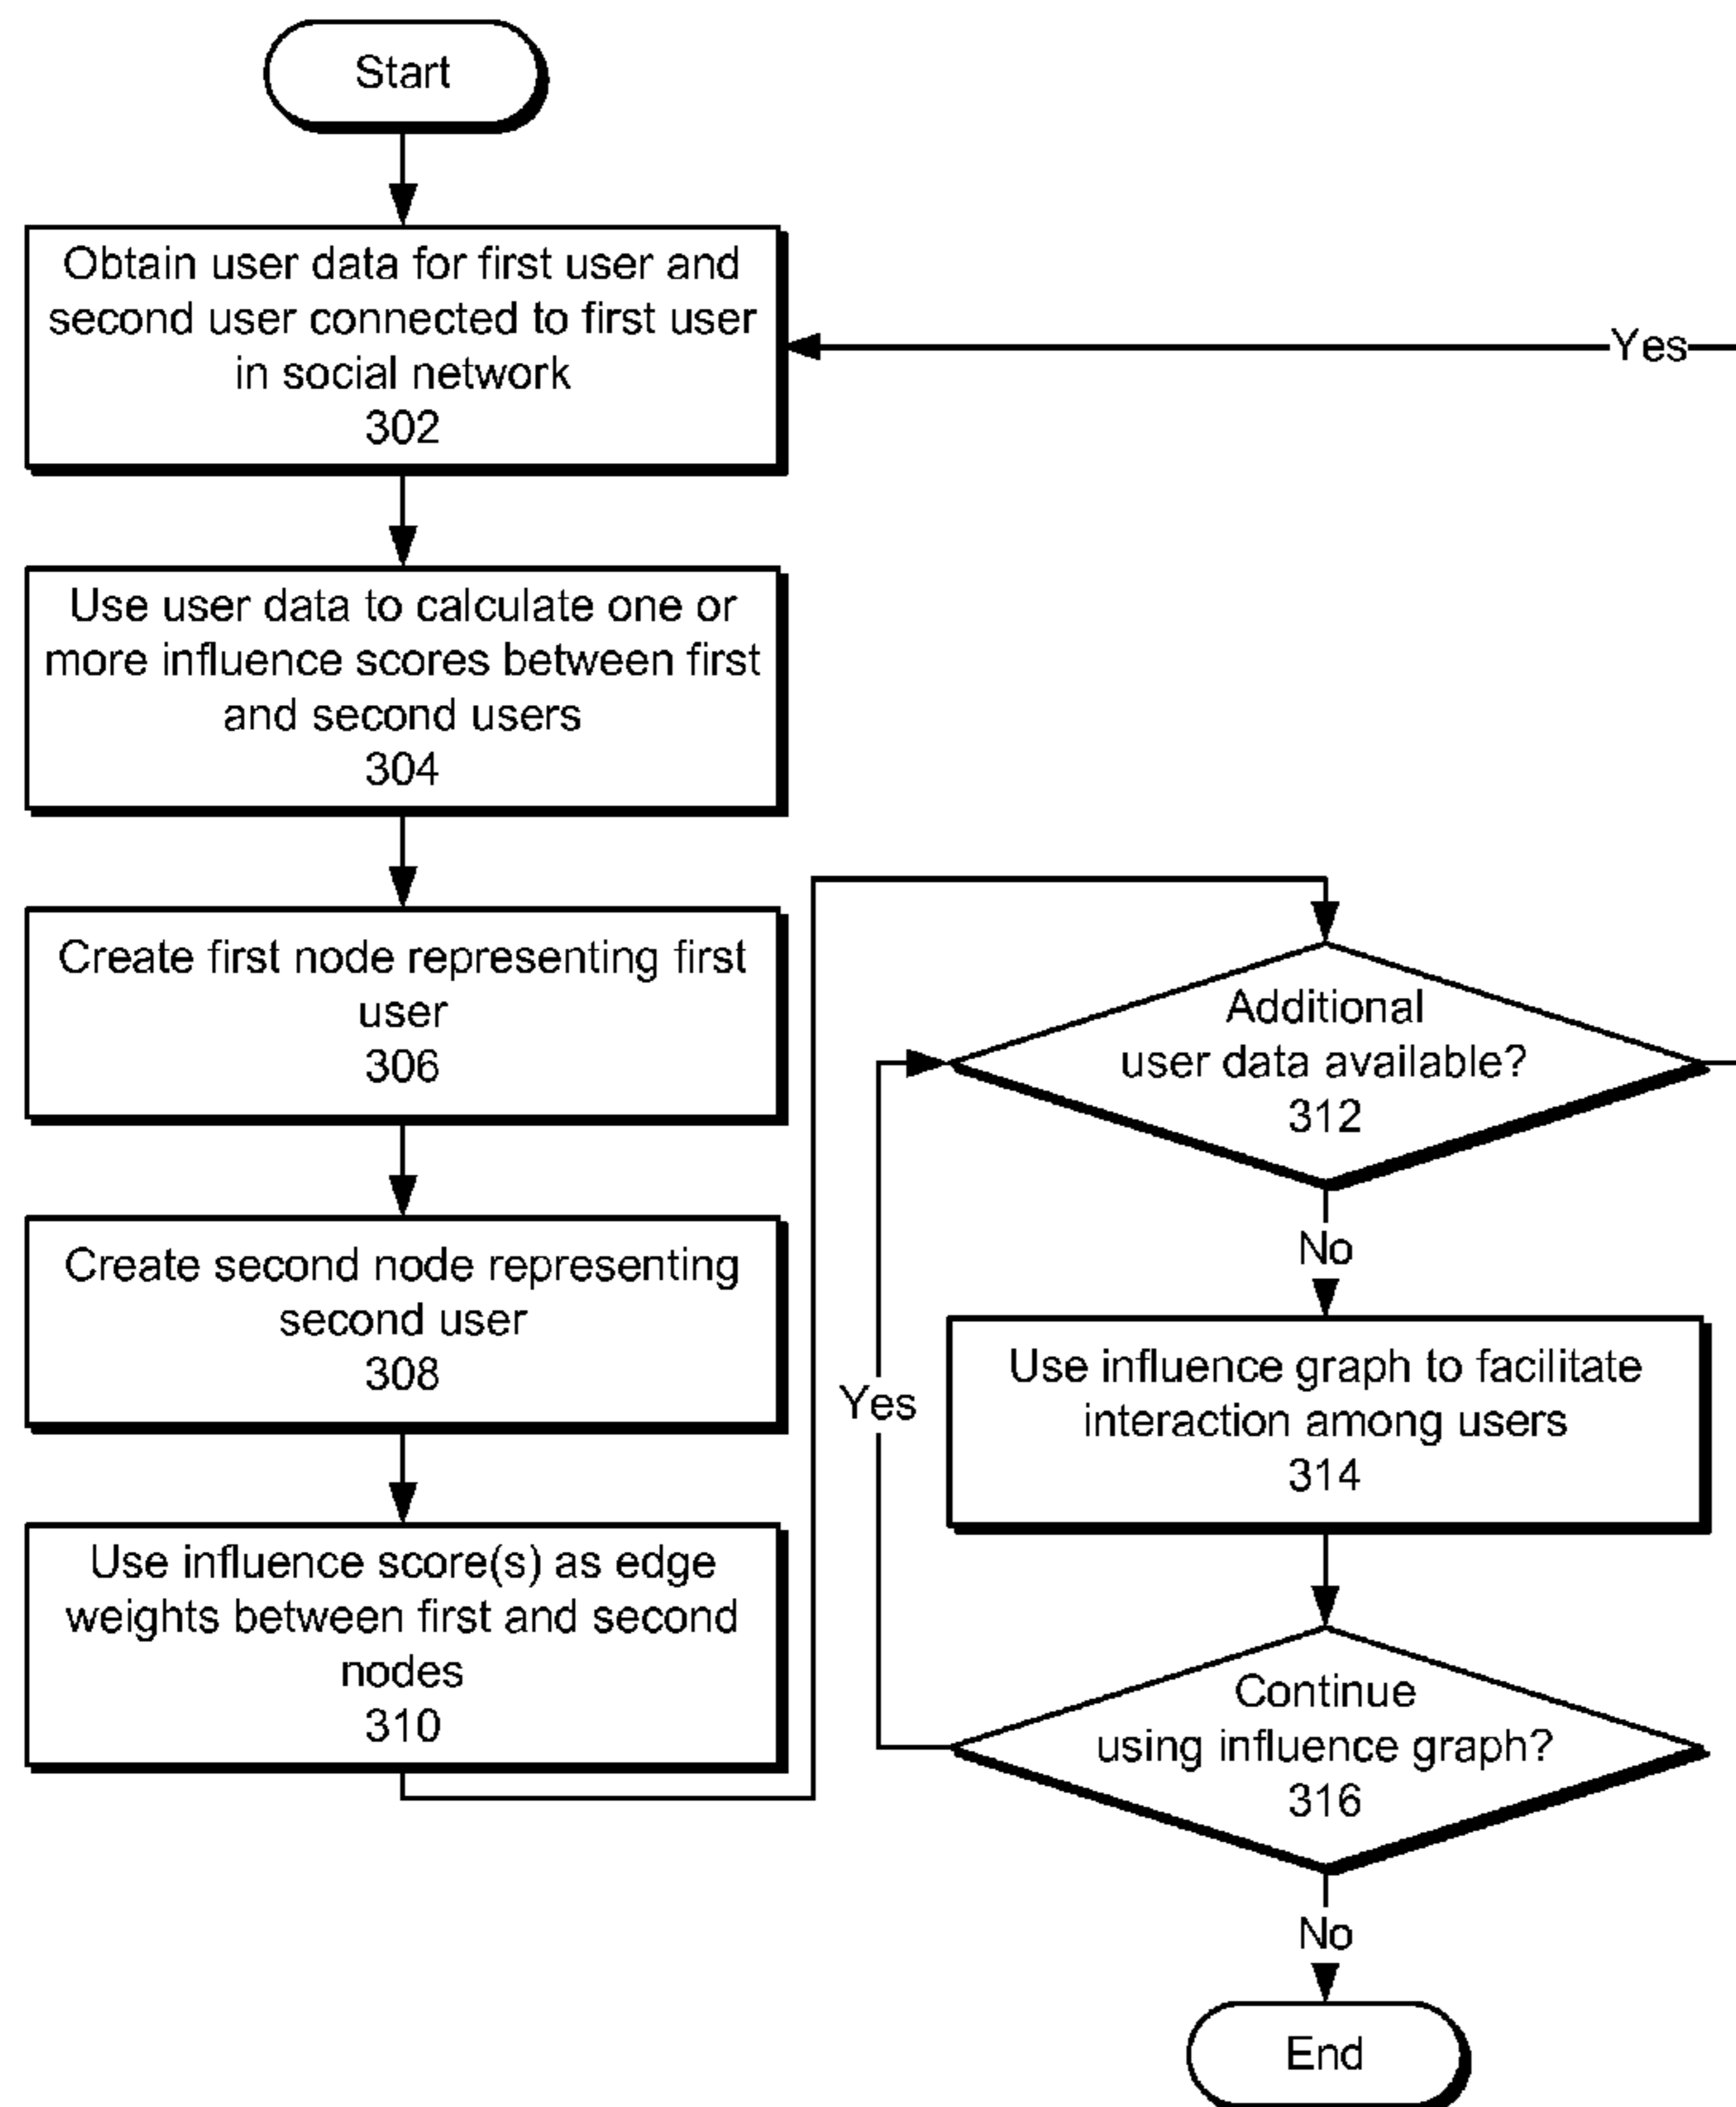 Start
Obtain user data for first user and
second user connected to first user
in social network
302
Yes
Use user data to calculate one or
more influence scores between first
and second users
304
Create first node representing first
user
306
Create second node representing
second user
308
Use influence score(s) as edge
weights between first and second
nodes
310
Additional
user data available?
312
No
Use influence graph to facilitate
interaction among users
314
Yes
Continue
using influence graph?
316
No
End